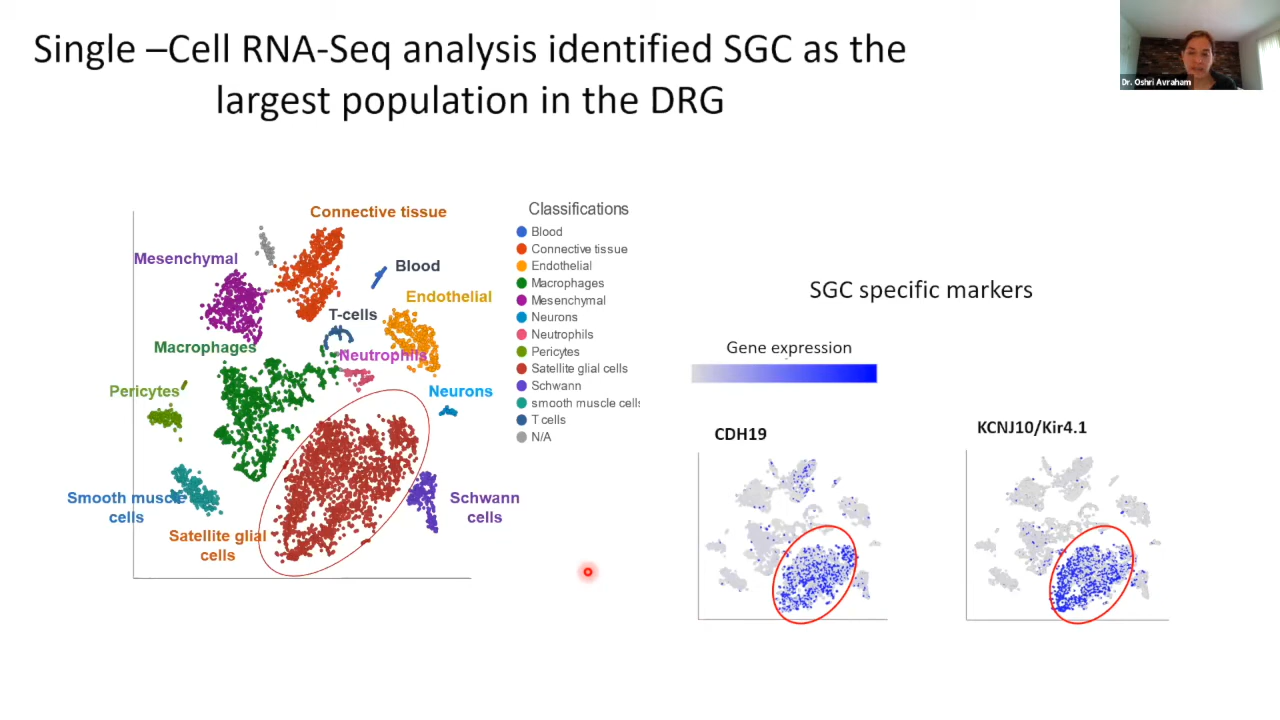 Single –Cell RNA-Seq analysis identified SGC as the
largest population in the DRG
Dr. Oshri Avraham
Connective tissue
Mesenchymal
Blood
Endothelial
T-cells
Macrophages
Neutrophils
Pericytes
Neurons
Smooth muscle
cells
Schwann
cells
Satellite glial
cells
Classifications
Blood
Connective tissue
Endothelial
Macrophages
Mesenchymal
Neurons
Neutrophils
Pericytes
Satellite glial cells
Schwann
smooth muscle cells
T cells
N/A
SGC specific markers
Gene expression
CDH19
KCNJ10/Kir4.1